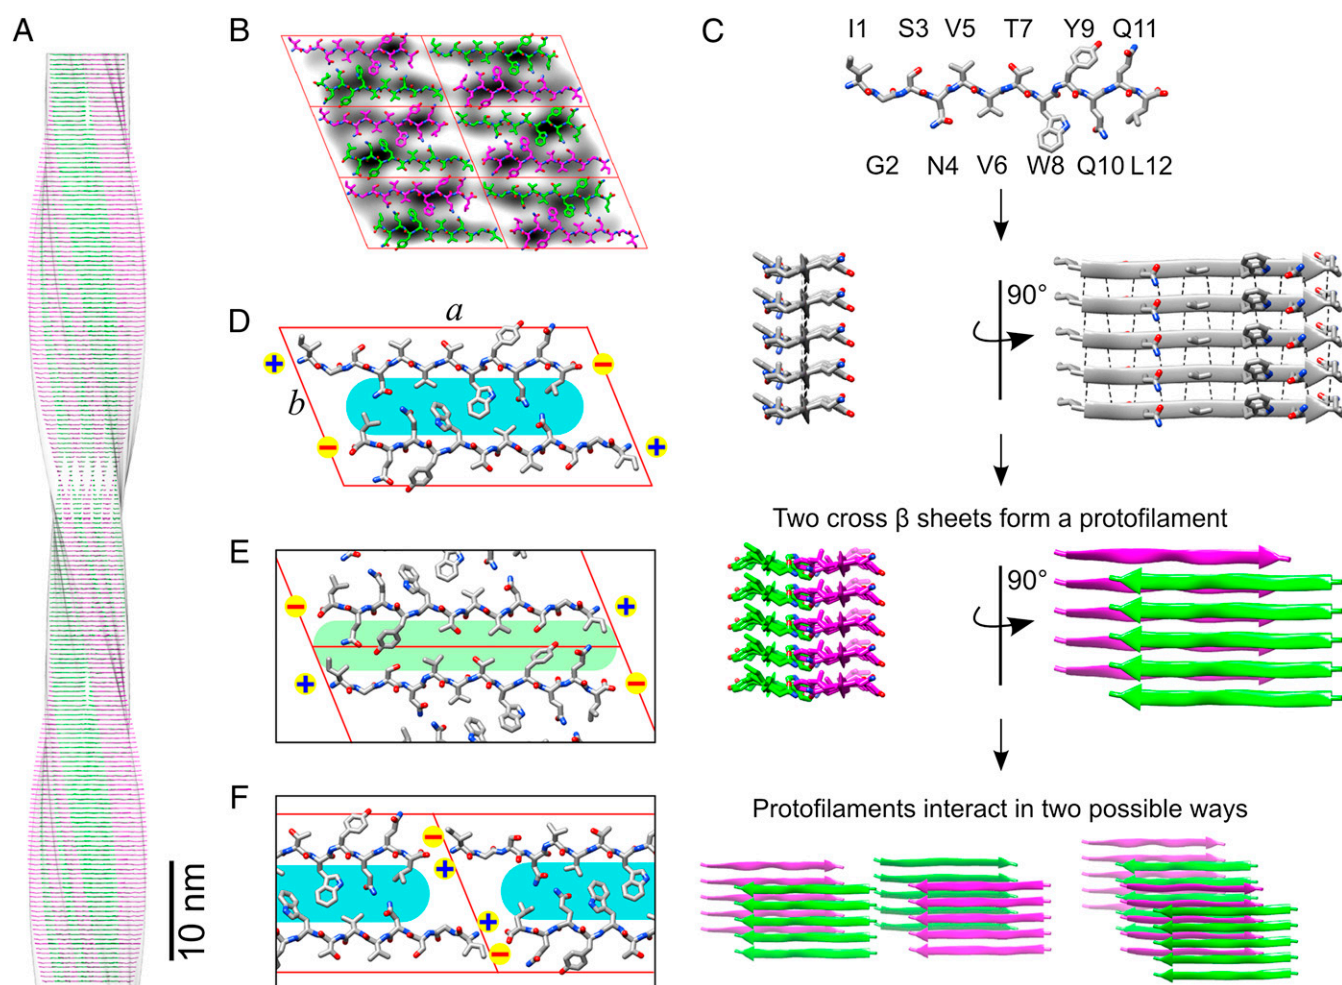 A
B
C
I1 S3 V5 T7 Y9 Q11
G2 N4 V6 W8 Q10 L12
90°
D
a
b
+
−
−
+
Two cross β sheets form a protofilament
90°
E
−
+
+
−
F
−
+
+
−
Protofilaments interact in two possible ways
10 nm